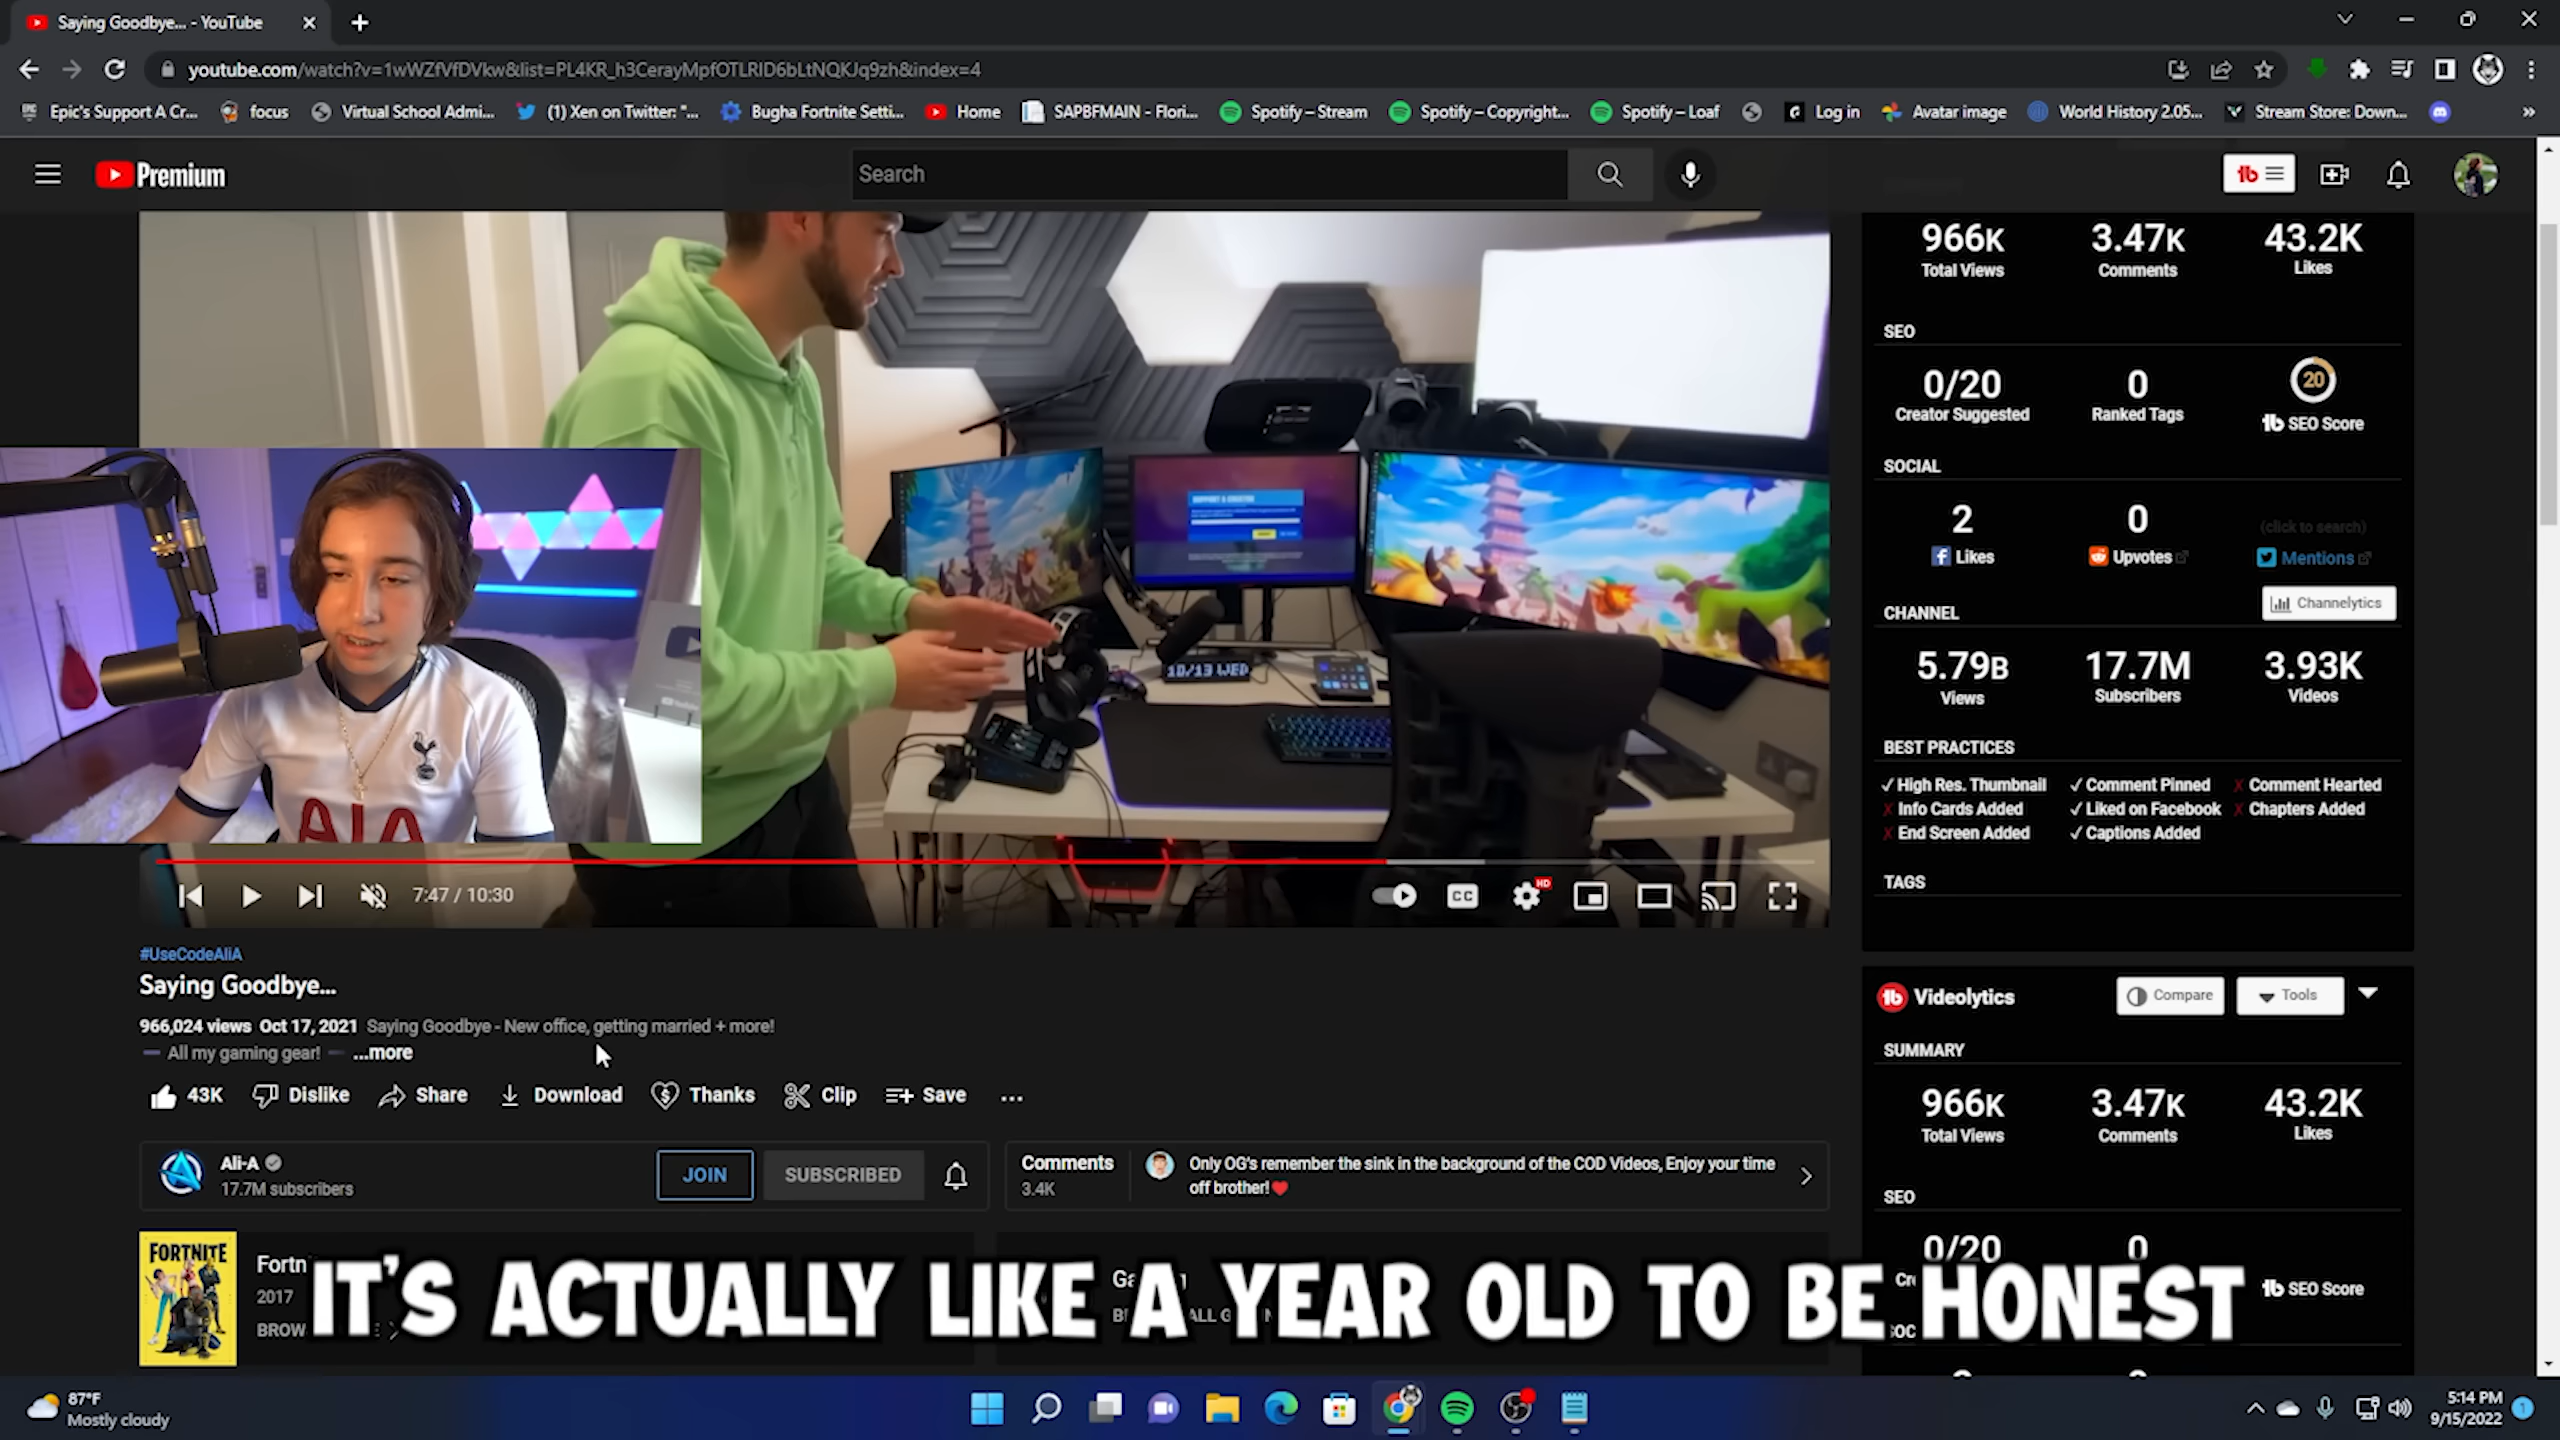 Saying Goodbye... - YouTube
youtube.com/watch?v=1wWZfVfDVkw&list=PL4KR_h3CerayMpfOTLRID6bLtNQKJq9zh&index=4
Epic's Support A Cr... focus Virtual School Admi... (1) Xen on Twitter: "... Bugha Fortnite Setti... Home SAPBFMAIN - Flori... Spotify – Stream Spotify – Copyright... Spotify – Loaf Log in Avatar image World History 2.05... Stream Store: Down... »
Premium
Search
966K 3.47K 43.2K
Total Views Comments Likes
SEO
0/20 0 20
Creator Suggested Ranked Tags SEO Score
SOCIAL
2 0 (click to search)
Likes Upvotes Mentions
CHANNEL Channelytics
5.79B 17.7M 3.93K
Views Subscribers Videos
BEST PRACTICES
✓ High Res. Thumbnail ✓ Comment Pinned ✗ Comment Hearted
✗ Info Cards Added ✓ Liked on Facebook ✗ Chapters Added
✗ End Screen Added ✓ Captions Added
TAGS
SUPPORT A CREATOR
10/13 WED
AIA
7:47 / 10:30
CC
HD
#UseCodeAliA
Saying Goodbye...
966,024 views Oct 17, 2021 Saying Goodbye - New office, getting married + more!
All my gaming gear! ...more
43K Dislike Share Download Thanks Clip Save ...
Ali-A
17.7M subscribers
JOIN SUBSCRIBED
Comments
3.4K
Only OG's remember the sink in the background of the COD Videos, Enjoy your time
off brother!❤
Videolytics Compare Tools
SUMMARY
966K 3.47K 43.2K
Total Views Comments Likes
SEO
0/20 0
SEO Score
FORTNITE
2017
IT'S ACTUALLY LIKE A YEAR OLD TO BE HONEST
87°F
Mostly cloudy
5:14 PM
9/15/2022
1